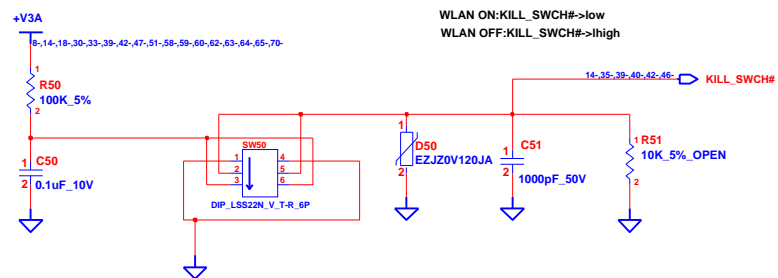 WLAN ON:KILL_SWCH#->low
WLAN OFF:KILL_SWCH#->lhigh
+V3A
8-,14-,18-,30-,33-,39-,42-,47-,51-,58-,59-,60-,62-,63-,64-,65-,70-
14-,35-,39-,40-,42-,46-
KILL_SWCH#
1
R50
100K_5%
2
1
C50
2
0.1uF_10V
SW50
1 4
2 5
3 6
DIP_LSS22N_V_T-R_6P
1
D50
EZJZ0V120JA
2
1
C51
2
1000pF_50V
1
R51
10K_5%_OPEN
2